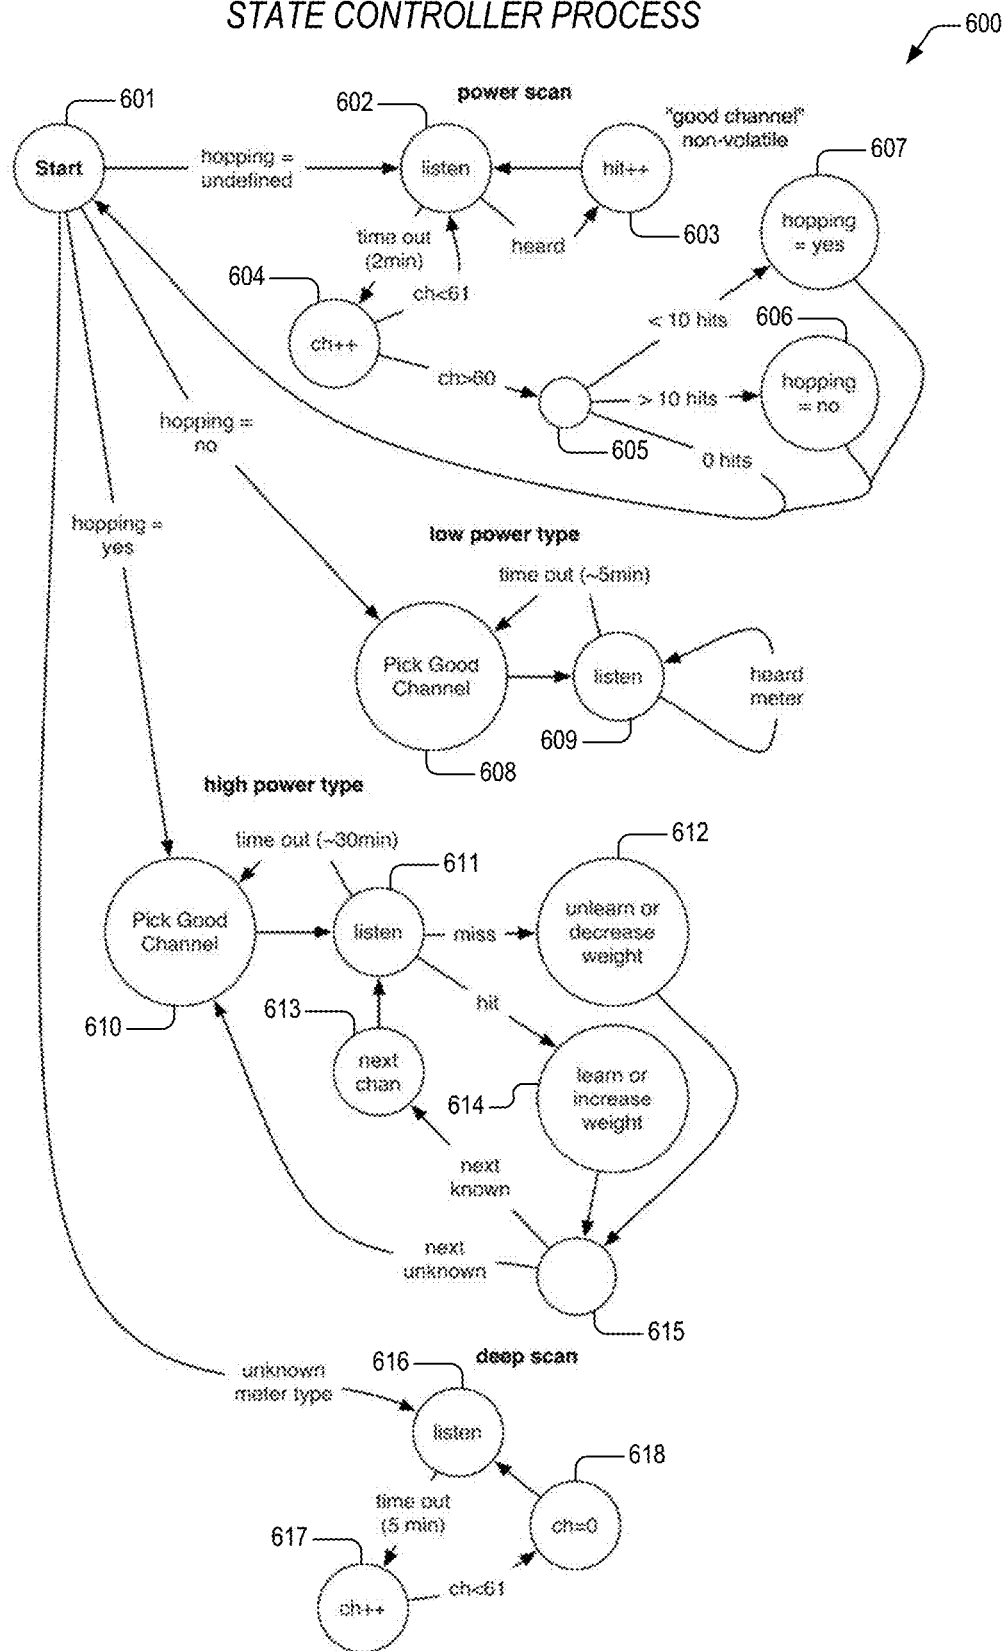 STATE CONTROLLER PROCESS
600
601
602
power scan
"good channel"
non-volatile
607
Start
hopping =
undefined
listen
hit++
603
hopping
= yes
time out
(2min)
heard
604
ch<61
ch++
< 10 hits
606
ch>60
> 10 hits
hopping
= no
605
0 hits
hopping =
no
hopping =
yes
low power type
time out (~5min)
Pick Good
Channel
listen
heard
meter
609
608
high power type
time out (~30min)
611
612
Pick Good
Channel
listen
miss
unlearn or
decrease
weight
hit
613
610
next
chan
614
learn or
increase
weight
next
known
next
unknown
615
616
deep scan
unknown
meter type
listen
618
time out
(5 min)
ch=0
617
ch<61
ch++